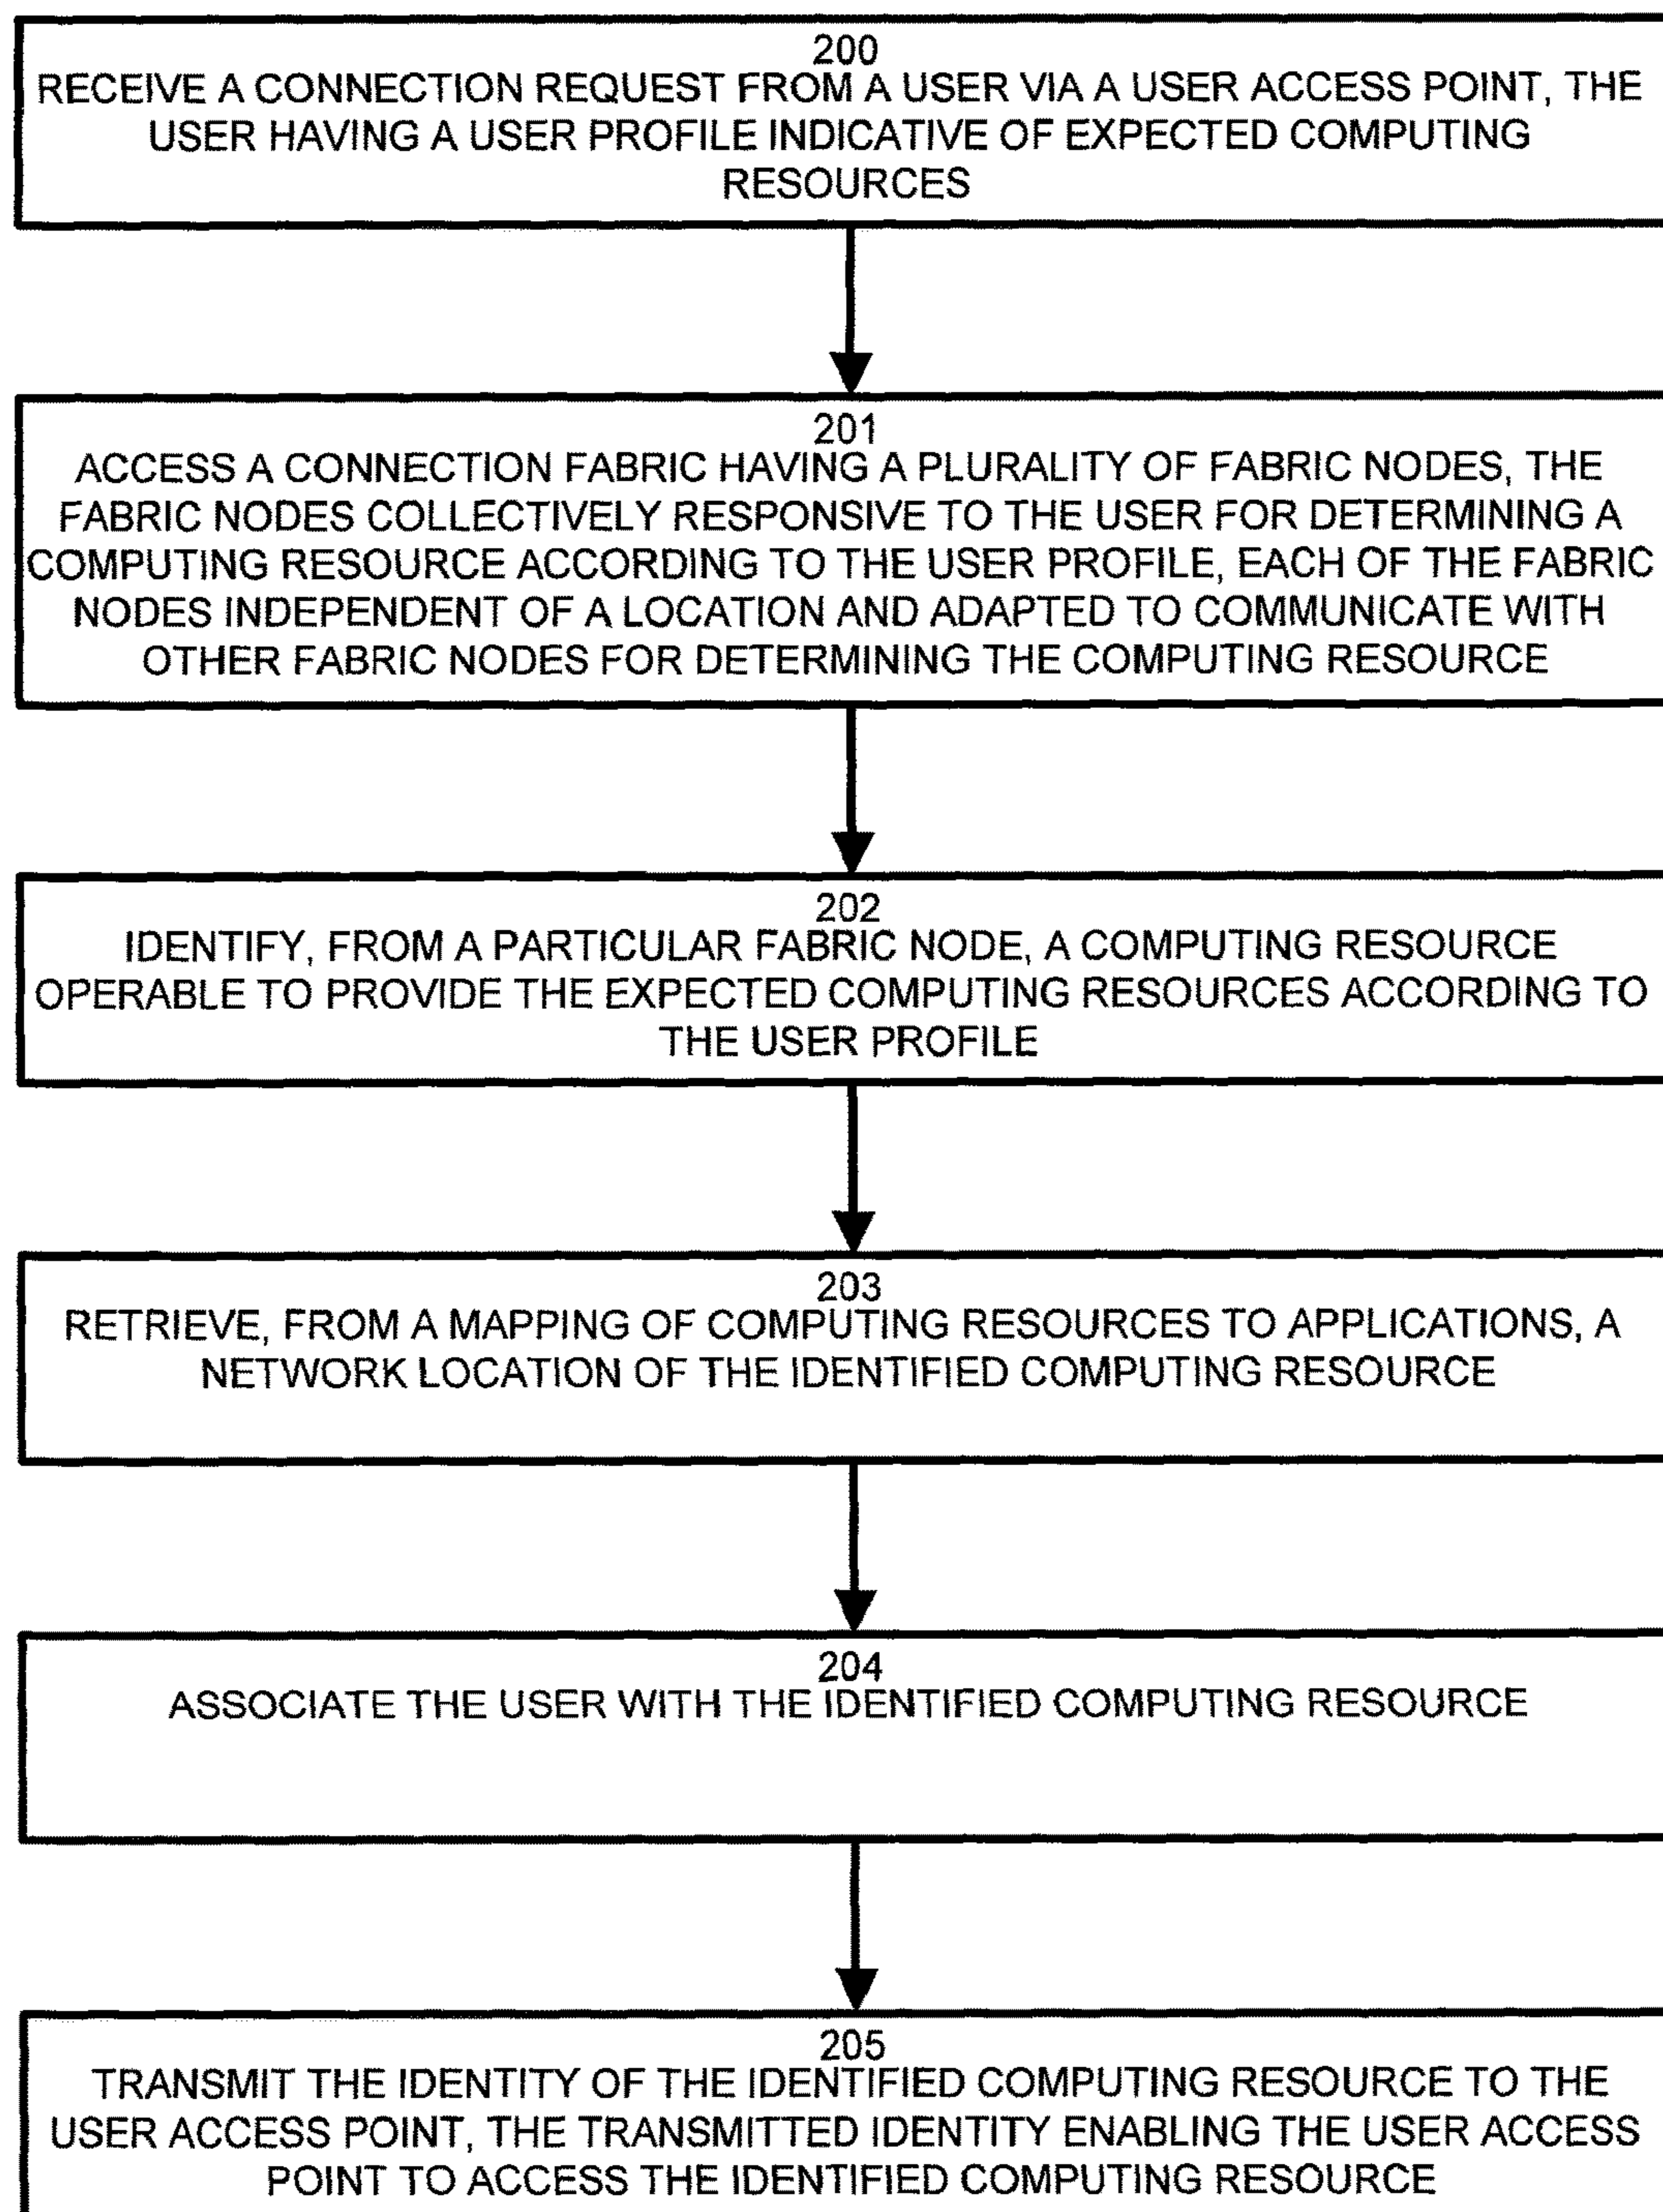 200
RECEIVE A CONNECTION REQUEST FROM A USER VIA A USER ACCESS POINT, THE
USER HAVING A USER PROFILE INDICATIVE OF EXPECTED COMPUTING
RESOURCES
201
ACCESS A CONNECTION FABRIC HAVING A PLURALITY OF FABRIC NODES, THE
FABRIC NODES COLLECTIVELY RESPONSIVE TO THE USER FOR DETERMINING A
COMPUTING RESOURCE ACCORDING TO THE USER PROFILE, EACH OF THE FABRIC
NODES INDEPENDENT OF A LOCATION AND ADAPTED TO COMMUNICATE WITH
OTHER FABRIC NODES FOR DETERMINING THE COMPUTING RESOURCE
202
IDENTIFY, FROM A PARTICULAR FABRIC NODE, A COMPUTING RESOURCE
OPERABLE TO PROVIDE THE EXPECTED COMPUTING RESOURCES ACCORDING TO
THE USER PROFILE
203
RETRIEVE, FROM A MAPPING OF COMPUTING RESOURCES TO APPLICATIONS, A
NETWORK LOCATION OF THE IDENTIFIED COMPUTING RESOURCE
204
ASSOCIATE THE USER WITH THE IDENTIFIED COMPUTING RESOURCE
205
TRANSMIT THE IDENTITY OF THE IDENTIFIED COMPUTING RESOURCE TO THE
USER ACCESS POINT, THE TRANSMITTED IDENTITY ENABLING THE USER ACCESS
POINT TO ACCESS THE IDENTIFIED COMPUTING RESOURCE